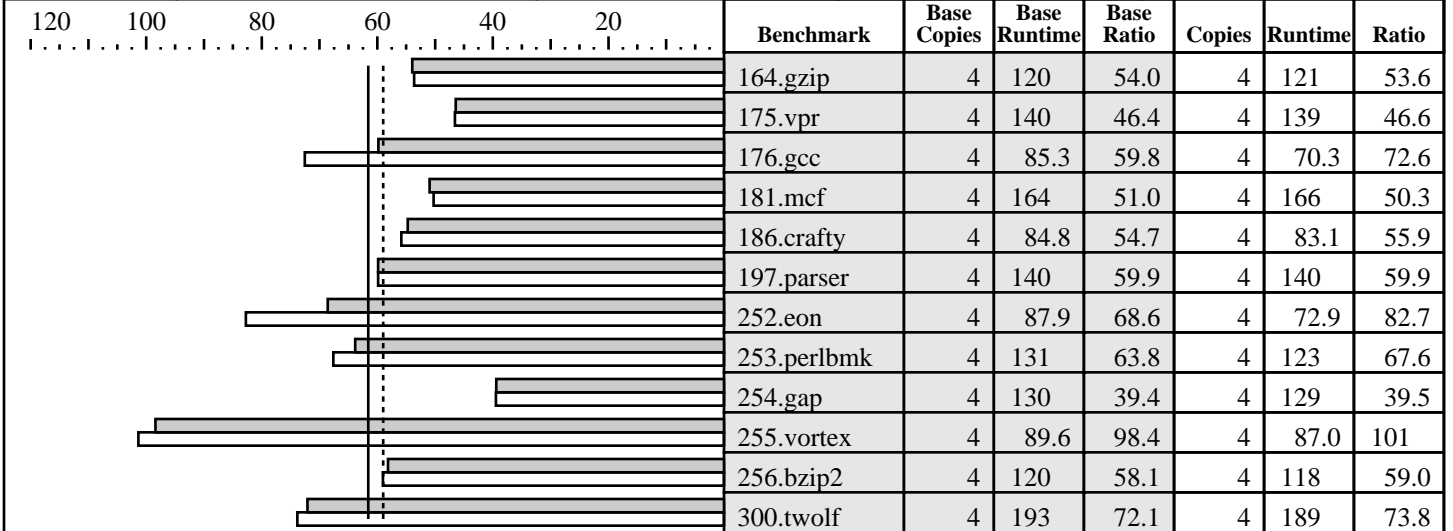 120 100 80 60 40 20
Benchmark Base Copies Base Runtime Base Ratio Copies Runtime Ratio
164.gzip 4 120 54.0 4 121 53.6
175.vpr 4 140 46.4 4 139 46.6
176.gcc 4 85.3 59.8 4 70.3 72.6
181.mcf 4 164 51.0 4 166 50.3
186.crafty 4 84.8 54.7 4 83.1 55.9
197.parser 4 140 59.9 4 140 59.9
252.eon 4 87.9 68.6 4 72.9 82.7
253.perlbmk 4 131 63.8 4 123 67.6
254.gap 4 130 39.4 4 129 39.5
255.vortex 4 89.6 98.4 4 87.0 101
256.bzip2 4 120 58.1 4 118 59.0
300.twolf 4 193 72.1 4 189 73.8